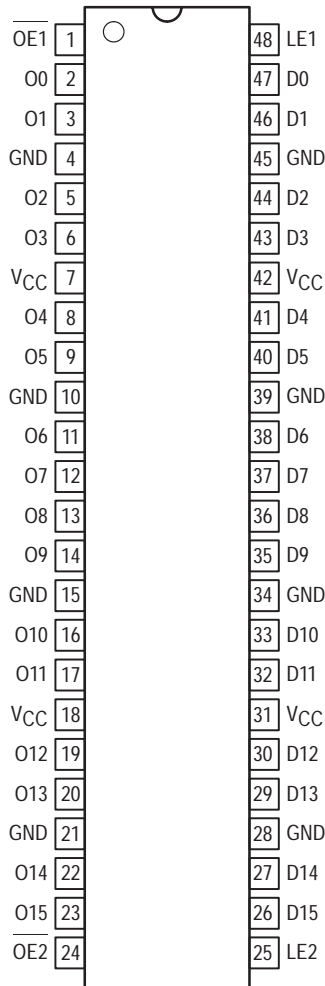 OE1 1 48 LE1
O0 2 47 D0
O1 3 46 D1
GND 4 45 GND
O2 5 44 D2
O3 6 43 D3
VCC 7 42 VCC
O4 8 41 D4
O5 9 40 D5
GND 10 39 GND
O6 11 38 D6
O7 12 37 D7
O8 13 36 D8
O9 14 35 D9
GND 15 34 GND
O10 16 33 D10
O11 17 32 D11
VCC 18 31 VCC
O12 19 30 D12
O13 20 29 D13
GND 21 28 GND
O14 22 27 D14
O15 23 26 D15
OE2 24 25 LE2